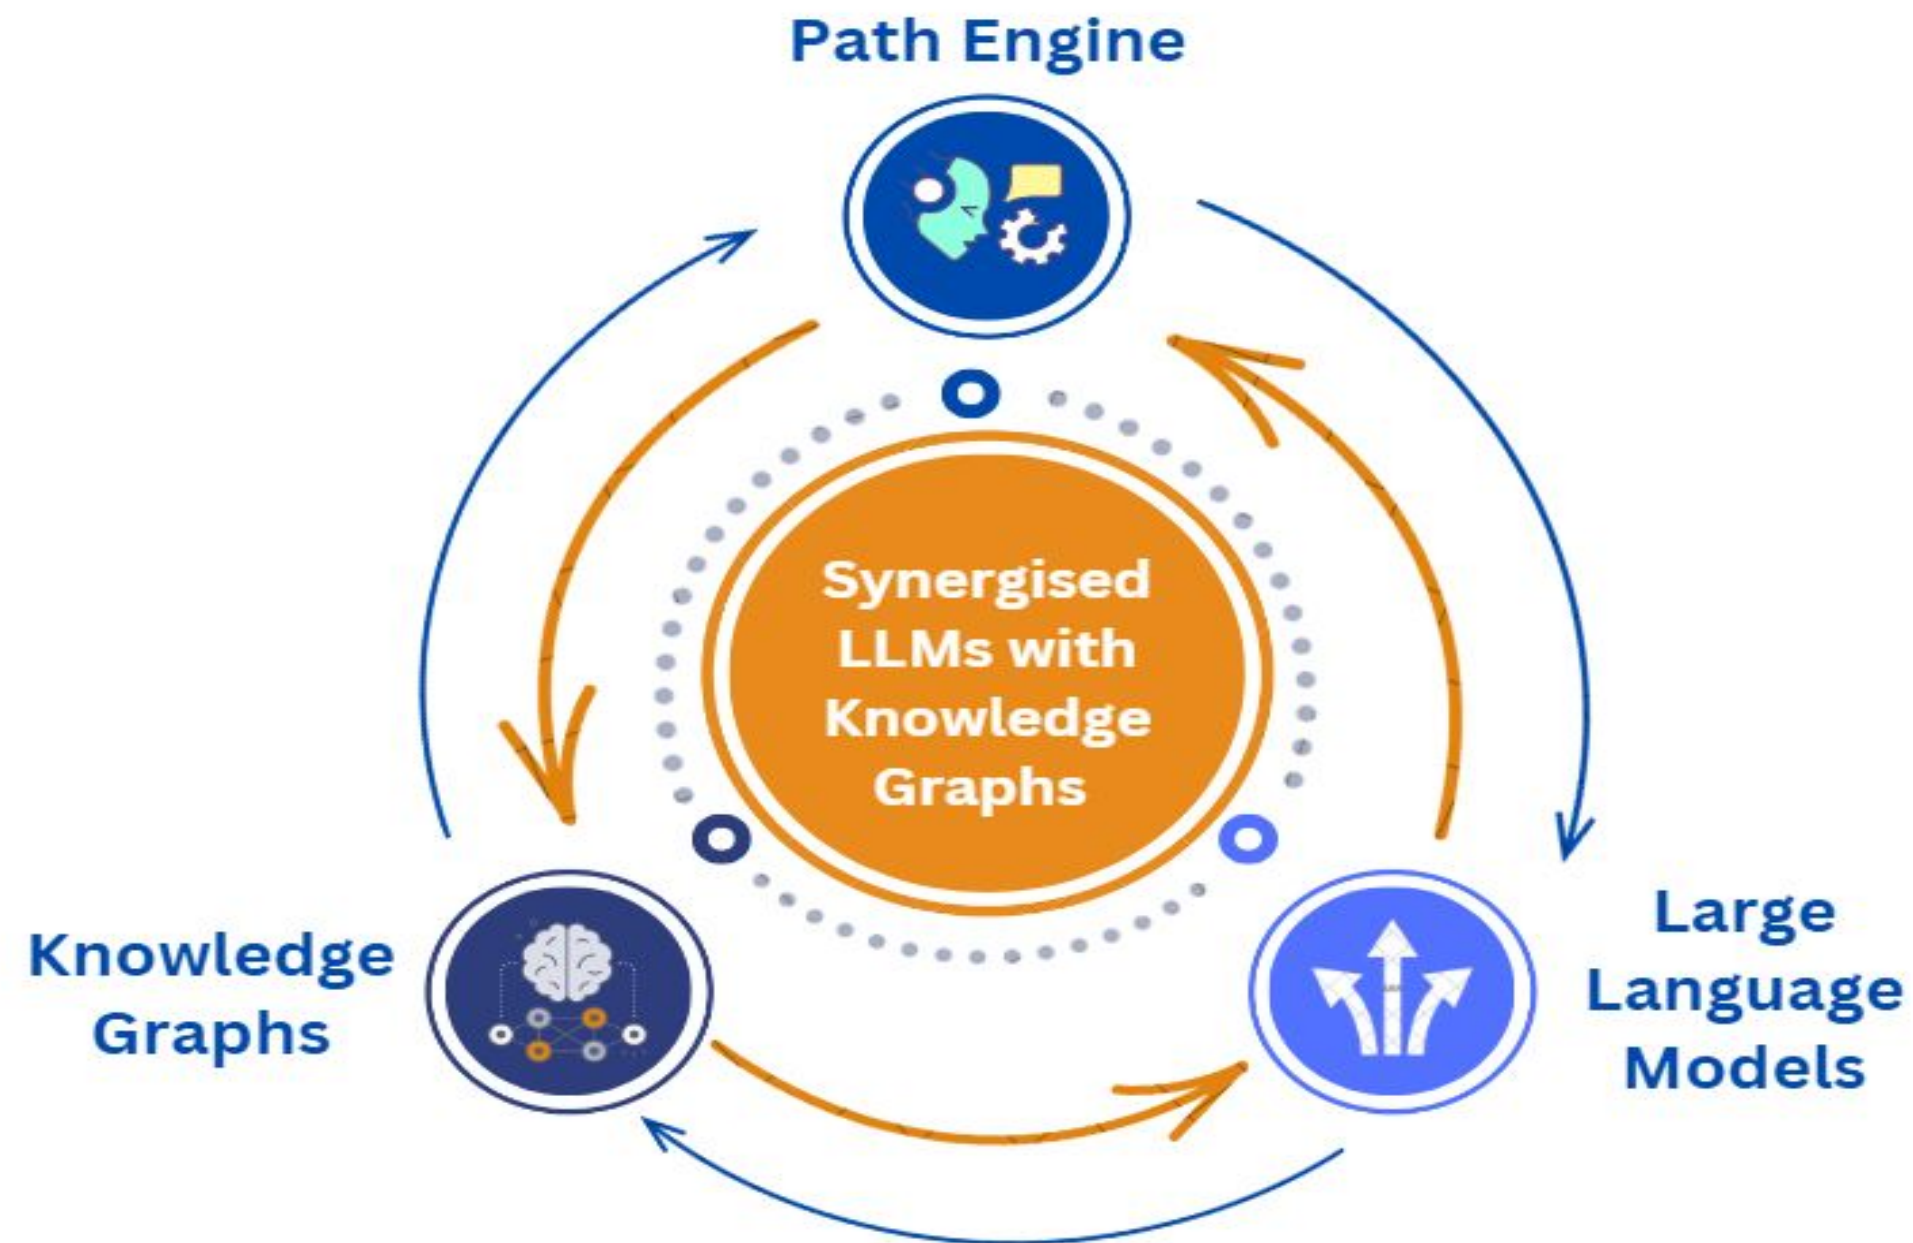 Path Engine
Synergised
LLMs with
Knowledge
Graphs
Knowledge
Graphs
Large
Language
Models